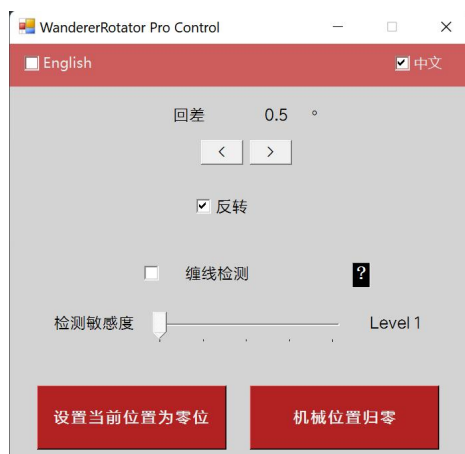 WandererRotator Pro Control
English 中文
回差 0.5 °
< >
反转
缠线检测 ?
检测敏感度 Level 1
设置当前位置为零位 机械位置归零